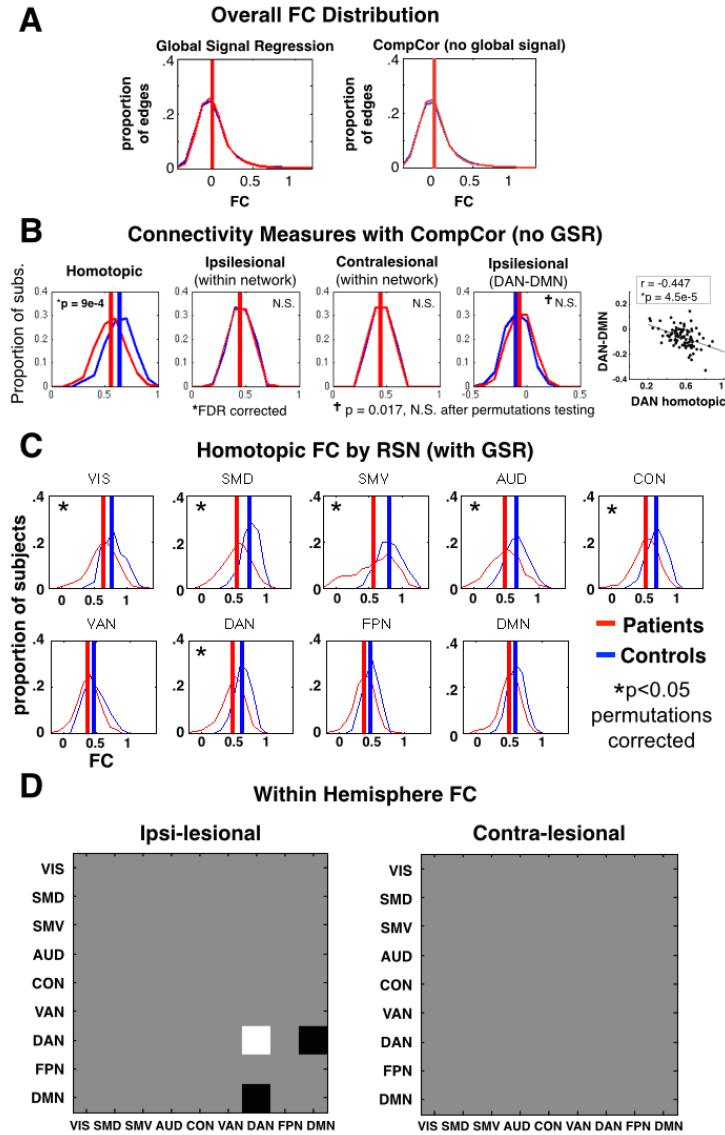 A
Overall FC Distribution
Global Signal Regression
CompCor (no global signal)
proportion
of edges
.4
.2
0
0 0.5 1
FC
proportion
of edges
.4
.2
0
0 0.5 1
FC
B
Connectivity Measures with CompCor (no GSR)
Proportion of subs.
Homotopic
*p = 9e-4
0.4
0.3
0.2
0.1
0
0 0.5 1
Ipsilesional
(within network)
N.S.
0.4
0.3
0.2
0.1
0
0 0.5 1
*FDR corrected
Contralesional
(within network)
N.S.
0.4
0.3
0.2
0.1
0
0 0.5 1
Ipsilesional
(DAN-DMN)
† N.S.
0.4
0.3
0.2
0.1
0
-0.5 0 0.5
† p = 0.017, N.S. after permutations testing
r = -0.447
*p = 4.5e-5
DAN-DMN
0.2
0
-0.2
-0.4
0.2 0.6 1
DAN homotopic
C
Homotopic FC by RSN (with GSR)
proportion of subjects
VIS
*
.4
.2
0
0 0.5 1
SMD
*
.4
.2
0
0 0.5 1
SMV
*
.4
.2
0
0 0.5 1
AUD
*
.4
.2
0
0 0.5 1
CON
*
.4
.2
0
0 0.5 1
VAN
.4
.2
0
0 0.5 1
FC
DAN
*
.4
.2
0
0 0.5 1
FPN
.4
.2
0
0 0.5 1
DMN
.4
.2
0
0 0.5 1
Patients
Controls
*p<0.05
permutations
corrected
D
Within Hemisphere FC
Ipsi-lesional
VIS
SMD
SMV
AUD
CON
VAN
DAN
FPN
DMN
VIS SMD SMV AUD CON VAN DAN FPN DMN
Contra-lesional
VIS
SMD
SMV
AUD
CON
VAN
DAN
FPN
DMN
VIS SMD SMV AUD CON VAN DAN FPN DMN